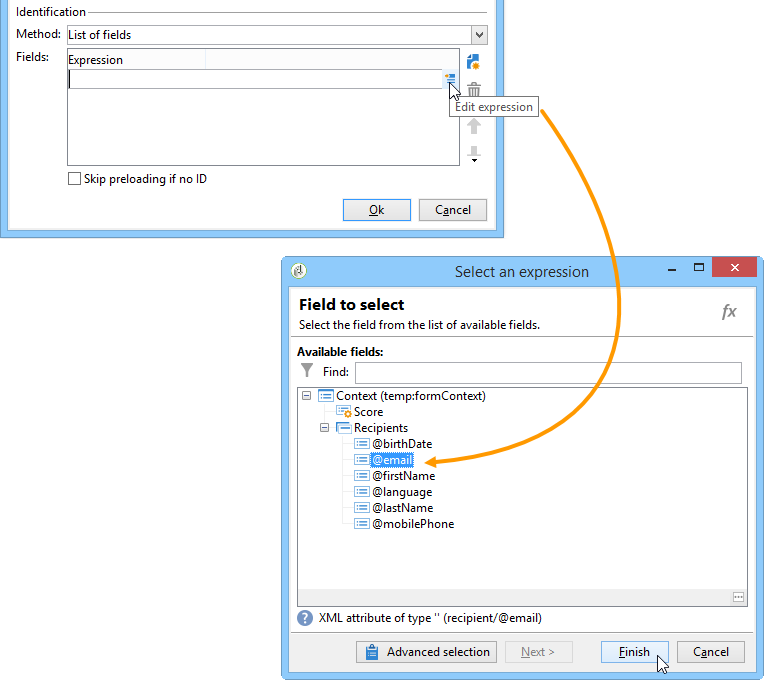 Identification
Method: List of fields
Fields: Expression
Edit expression
Skip preloading if no ID
Ok Cancel
Select an expression
Field to select
Select the field from the list of available fields.
fx
Available fields:
Find:
Context (temp:formContext)
Score
Recipients
@birthDate
@email
@firstName
@language
@lastName
@mobilePhone
XML attribute of type '' (recipient/@email)
Advanced selection Next > Finish Cancel